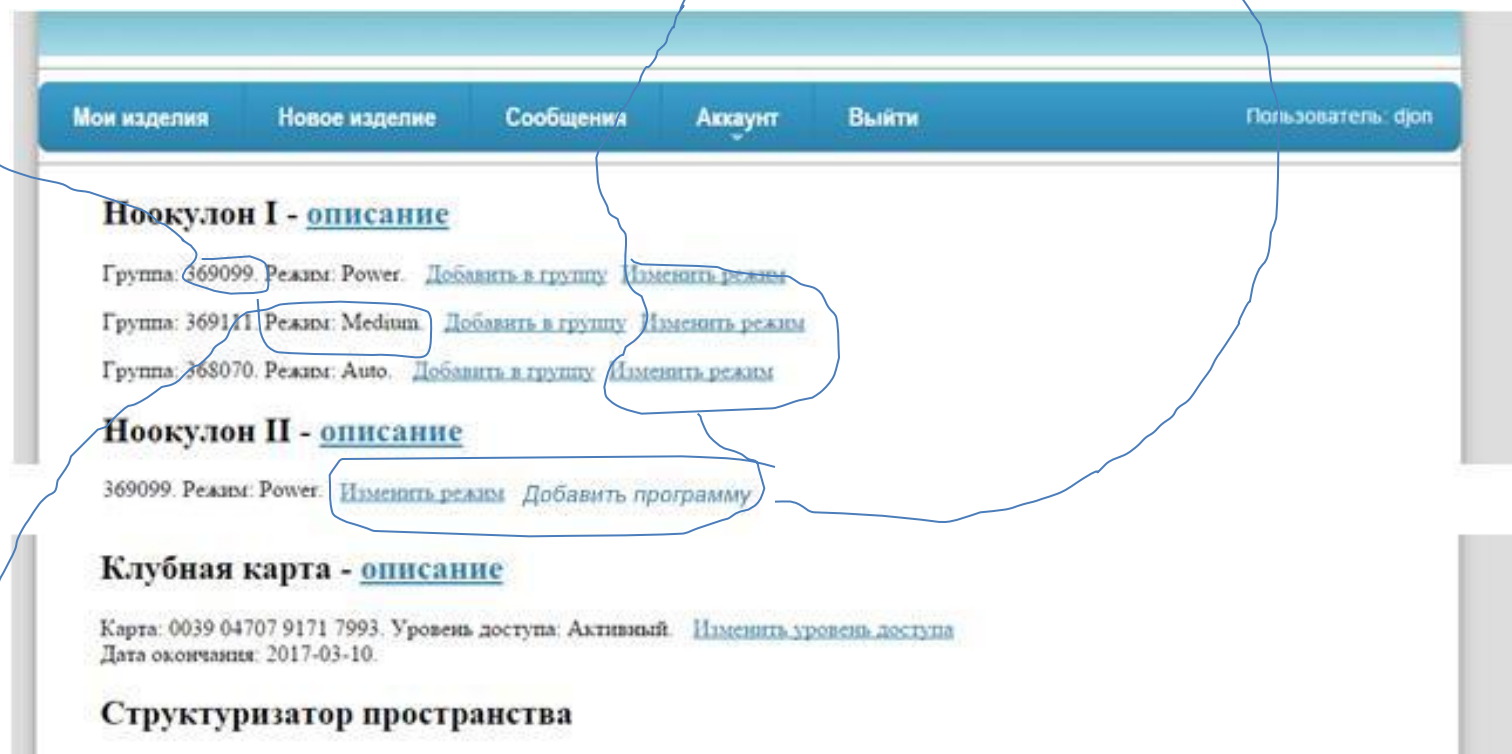 Мои изделия Новое изделие Сообщения Аккаунт Выйти Пользователь: djon
Ноокулон I - описание
Группа: 369099. Режим: Power. Добавить в группу Изменить режим
Группа: 369111. Режим: Medium. Добавить в группу Изменить режим
Группа: 368070. Режим: Auto. Добавить в группу Изменить режим
Ноокулон II - описание
369099. Режим: Power. Изменить режим Добавить программу
Клубная карта - описание
Карта: 0039 04707 9171 7993. Уровень доступа: Активный. Изменить уровень доступа
Дата окончания: 2017-03-10.
Структуризатор пространства